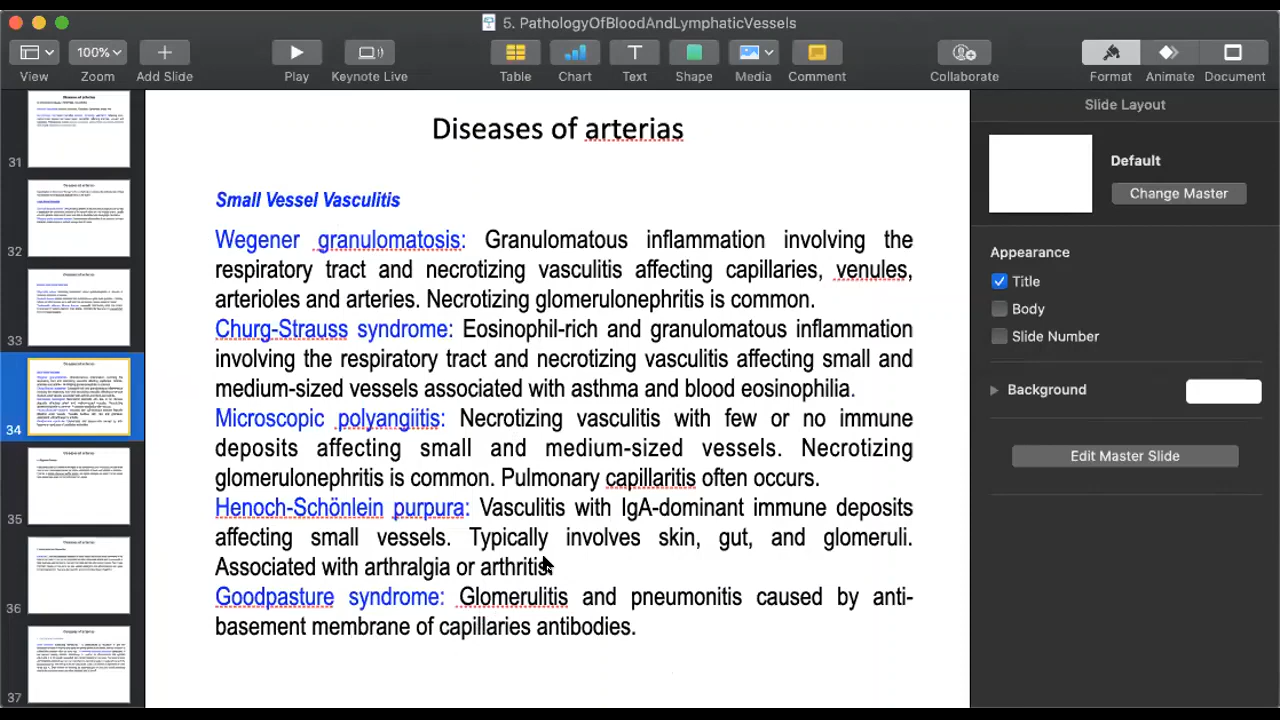 5. PathologyOfBloodAndLymphaticVessels
100%
View Zoom Add Slide Play Keynote Live Table Chart Text Shape Media Comment Collaborate Format Animate Document
31
32
33
34
35
36
37
Diseases of arterias
Small Vessel Vasculitis
Wegener granulomatosis: Granulomatous inflammation involving the
respiratory tract and necrotizing vasculitis affecting capillaries, venules,
arterioles and arteries. Necrotizing glomerulonephritis is common.
Churg-Strauss syndrome: Eosinophil-rich and granulomatous inflammation
involving the respiratory tract and necrotizing vasculitis affecting small and
medium-sized vessels associated with asthma and blood eosinophilia.
Microscopic polyangiitis: Necrotizing vasculitis with few or no immune
deposits affecting small and medium-sized vessels. Necrotizing
glomerulonephritis is common. Pulmonary capillaritis often occurs.
Henoch-Schönlein purpura: Vasculitis with IgA-dominant immune deposits
affecting small vessels. Typically involves skin, gut, and glomeruli.
Associated with arthralgia or arthritis.
Goodpasture syndrome: Glomerulitis and pneumonitis caused by anti-
basement membrane of capillaries antibodies.
Slide Layout
Default
Change Master
Appearance
Title
Body
Slide Number
Background
Edit Master Slide